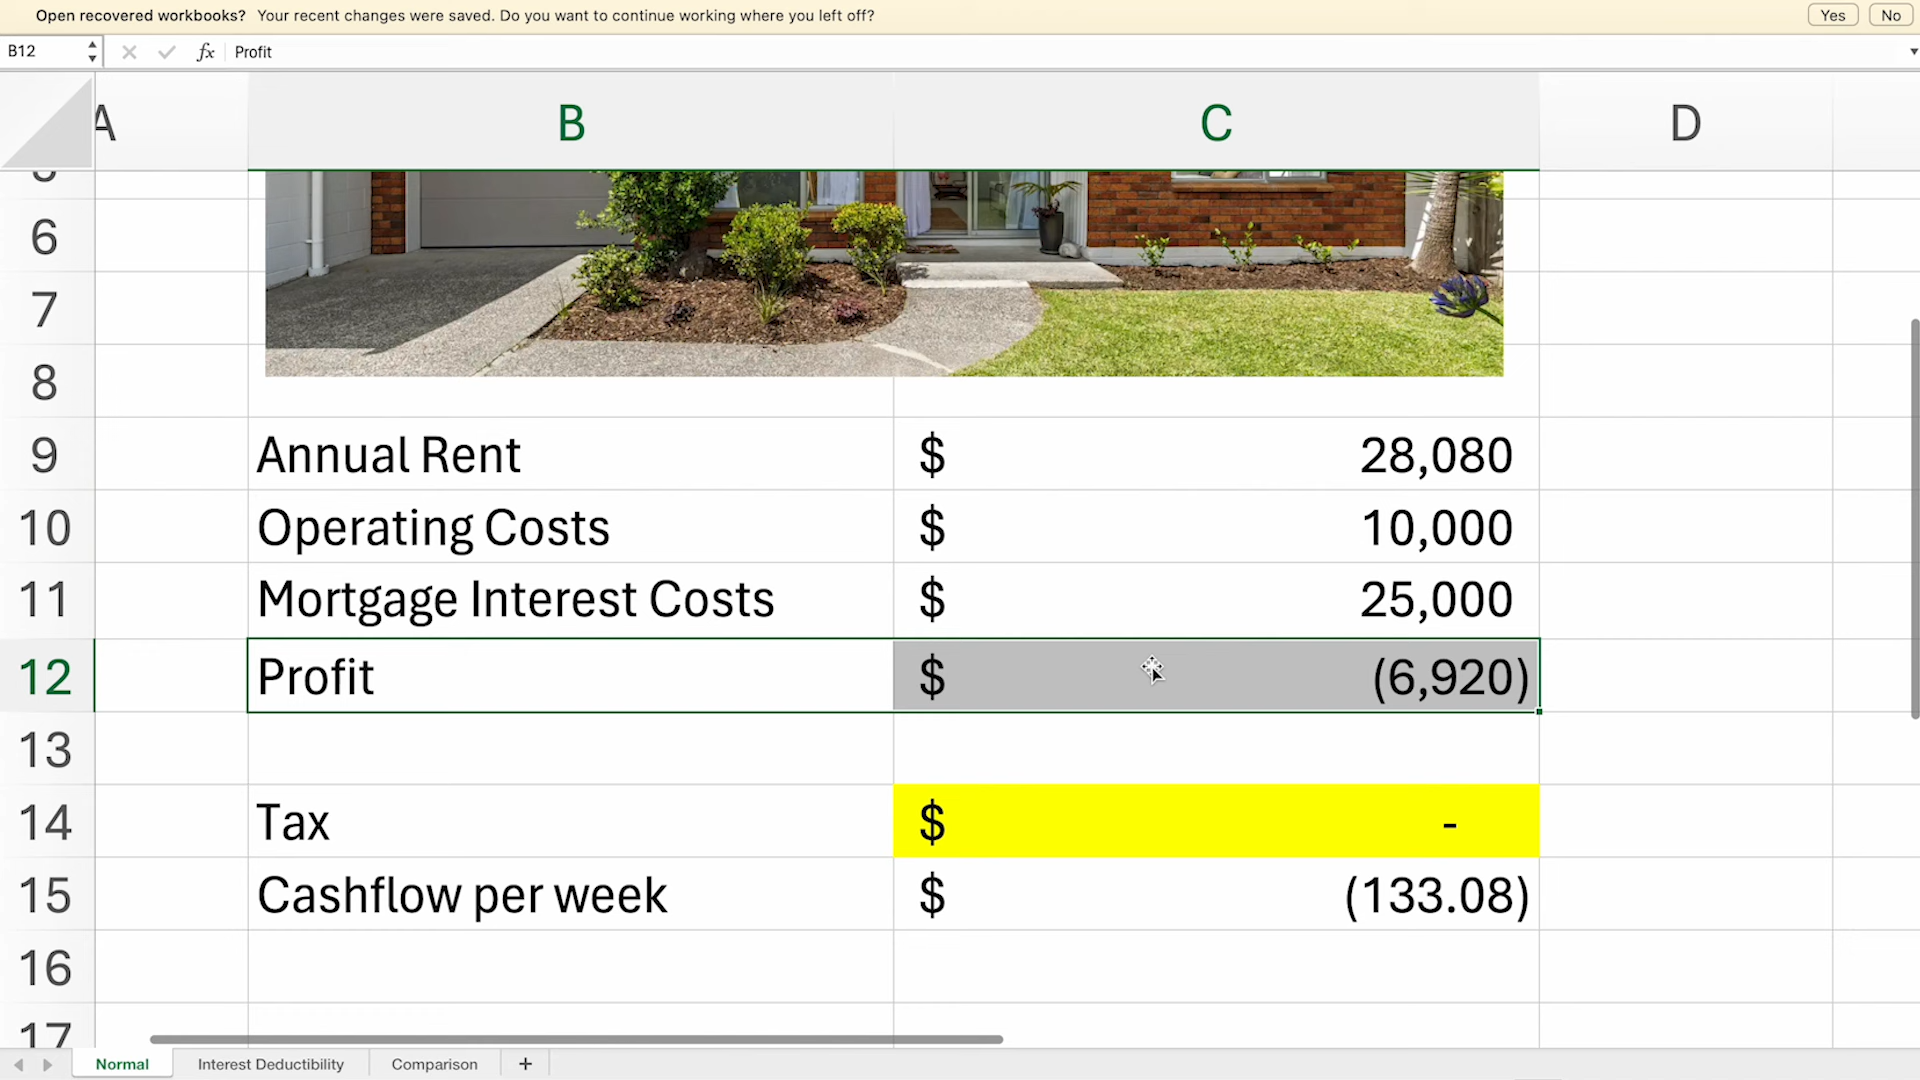 Open recovered workbooks? Your recent changes were saved. Do you want to continue working where you left off? Yes No
B12 fx Profit
A B C D
6
7
8
9 Annual Rent $ 28,080
10 Operating Costs $ 10,000
11 Mortgage Interest Costs $ 25,000
12 Profit $ (6,920)
13
14 Tax $ -
15 Cashflow per week $ (133.08)
16
17
Normal Interest Deductibility Comparison +